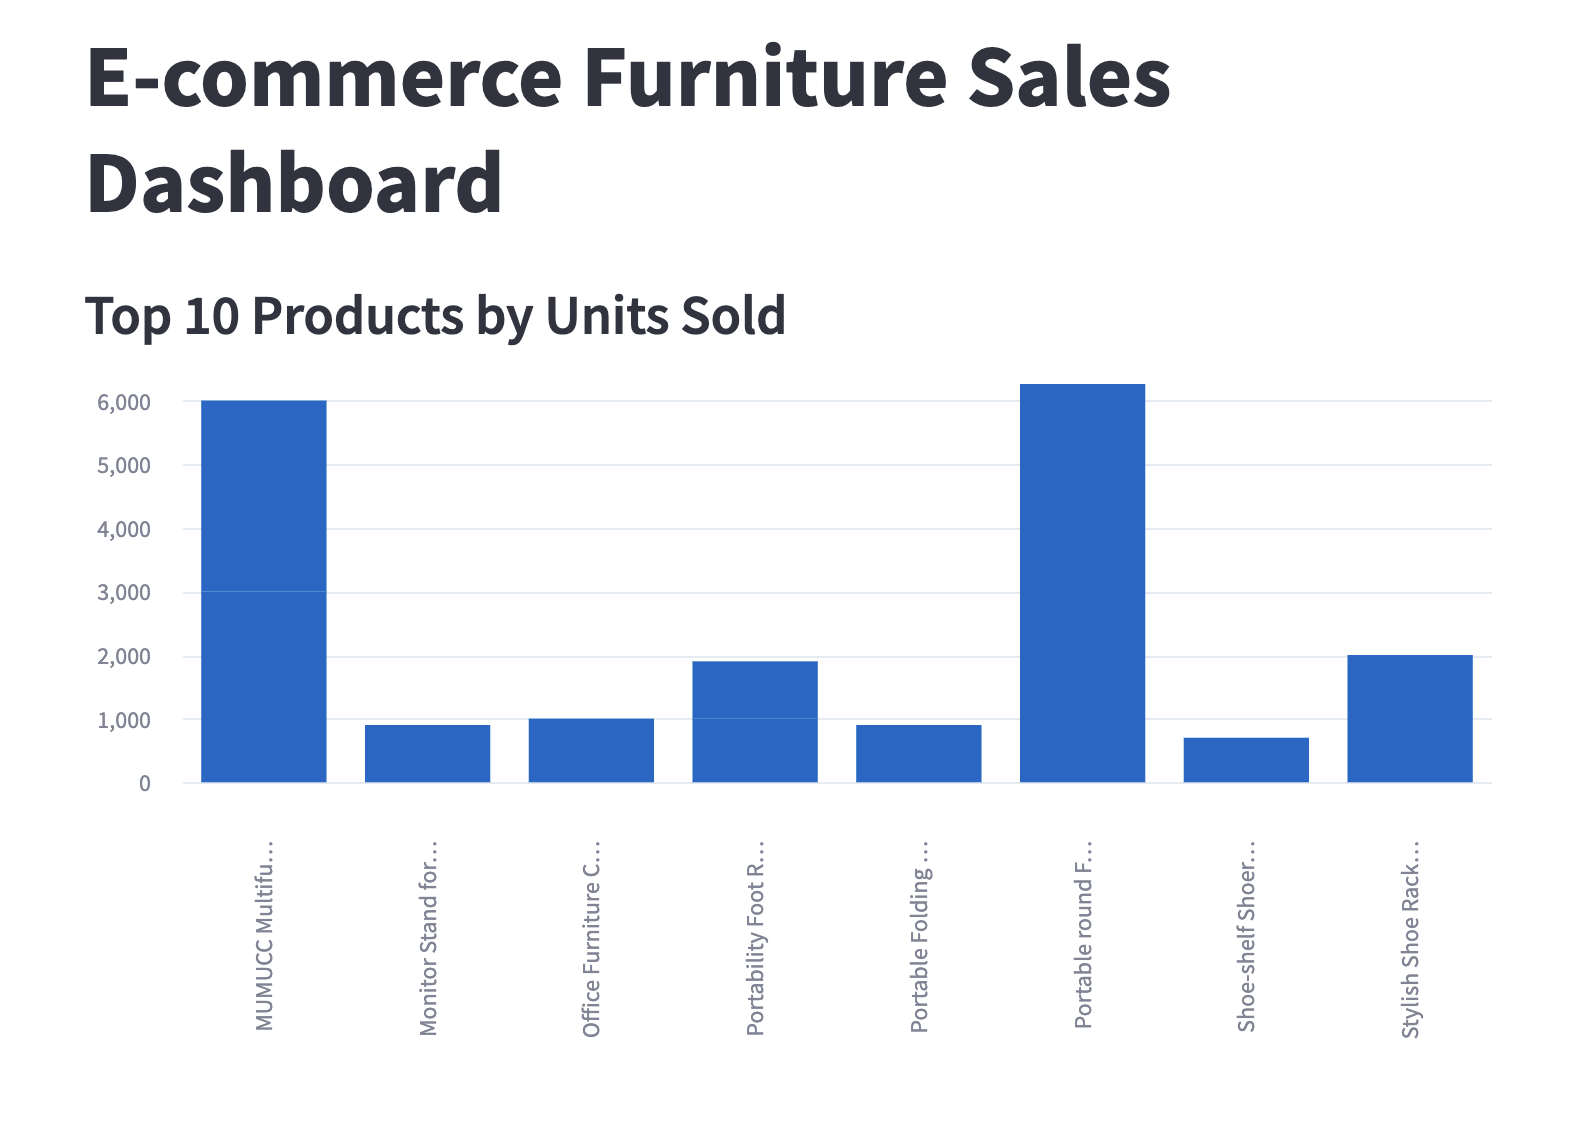 E-commerce Furniture Sales
Dashboard
Top 10 Products by Units Sold
6,000
5,000
4,000
3,000
2,000
1,000
0
MUMUCC Multifu…
Monitor Stand for…
Office Furniture C…
Portability Foot R…
Portable Folding …
Portable round F…
Shoe-shelf Shoer…
Stylish Shoe Rack…